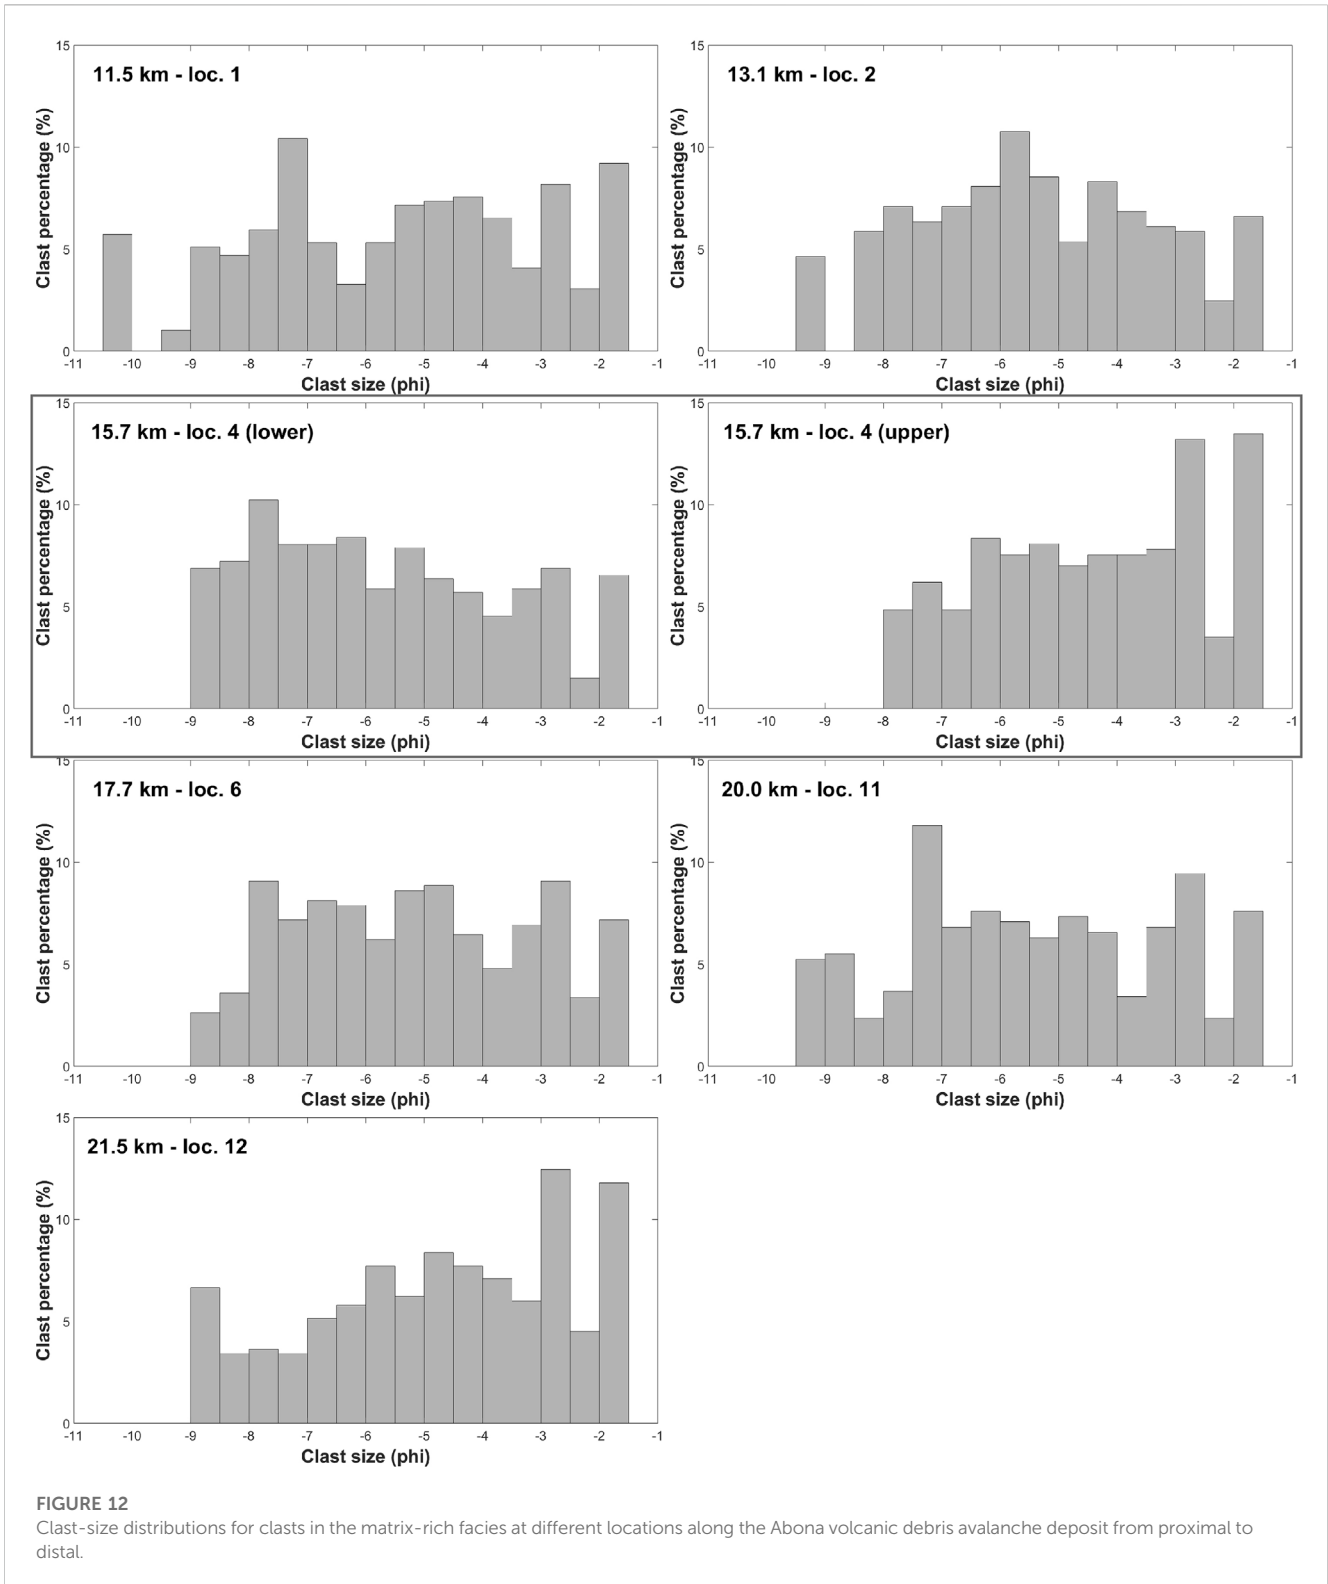 11.5 km - loc. 1
15
10
5
0
Clast percentage (%)
-11 -10 -9 -8 -7 -6 -5 -4 -3 -2 -1
Clast size (phi)
13.1 km - loc. 2
15
10
5
0
Clast percentage (%)
-11 -10 -9 -8 -7 -6 -5 -4 -3 -2 -1
Clast size (phi)
15.7 km - loc. 4 (lower)
15
10
5
0
Clast percentage (%)
-11 -10 -9 -8 -7 -6 -5 -4 -3 -2 -1
Clast size (phi)
15.7 km - loc. 4 (upper)
15
10
5
0
Clast percentage (%)
-11 -10 -9 -8 -7 -6 -5 -4 -3 -2 -1
Clast size (phi)
17.7 km - loc. 6
15
10
5
0
Clast percentage (%)
-11 -10 -9 -8 -7 -6 -5 -4 -3 -2 -1
Clast size (phi)
20.0 km - loc. 11
15
10
5
0
Clast percentage (%)
-11 -10 -9 -8 -7 -6 -5 -4 -3 -2 -1
Clast size (phi)
21.5 km - loc. 12
15
10
5
0
Clast percentage (%)
-11 -10 -9 -8 -7 -6 -5 -4 -3 -2 -1
Clast size (phi)
FIGURE 12
Clast-size distributions for clasts in the matrix-rich facies at different locations along the Abona volcanic debris avalanche deposit from proximal to
distal.